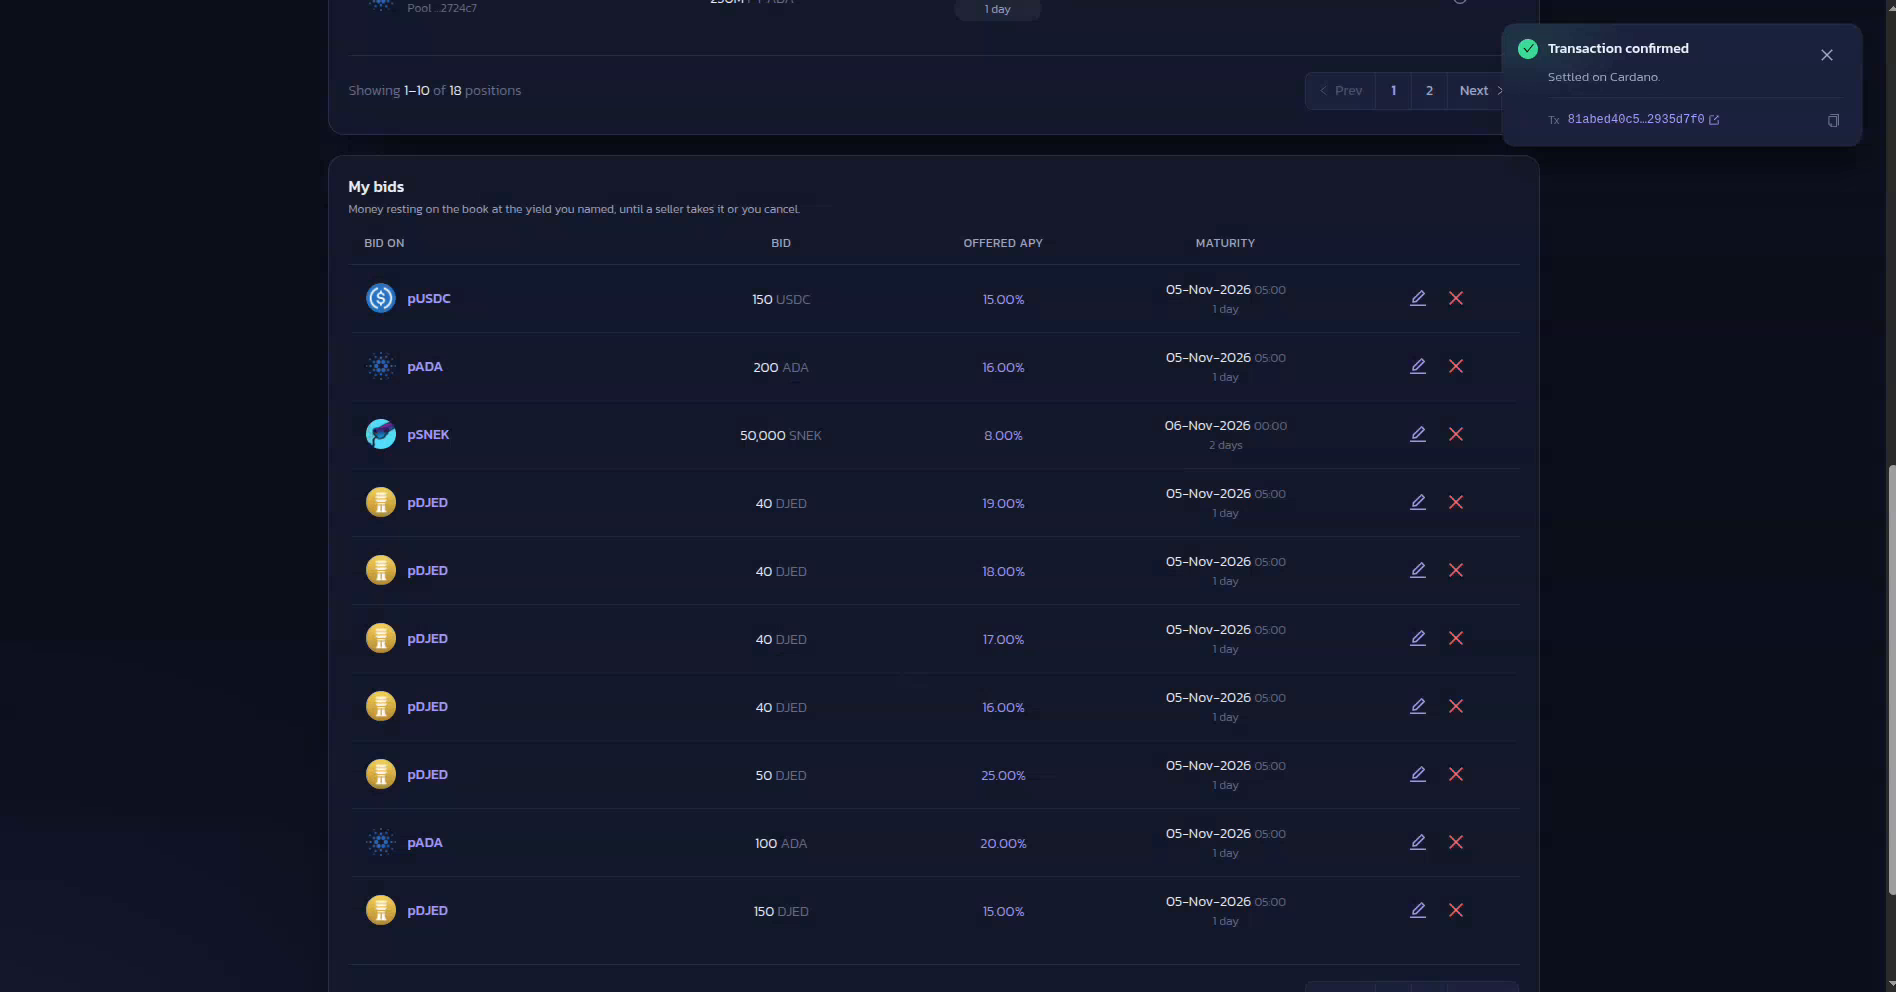 Pool ...2724c7
1 day
Showing 1–10 of 18 positions
Prev 1 2 Next
Transaction confirmed
Settled on Cardano.
Tx 81abed40c5…2935d7f0
My bids
Money resting on the book at the yield you named, until a seller takes it or you cancel.
BID ON BID OFFERED APY MATURITY
pUSDC 150 USDC 15.00% 05-Nov-2026 05:00
1 day
pADA 200 ADA 16.00% 05-Nov-2026 05:00
1 day
pSNEK 50,000 SNEK 8.00% 06-Nov-2026 00:00
2 days
pDJED 40 DJED 19.00% 05-Nov-2026 05:00
1 day
pDJED 40 DJED 18.00% 05-Nov-2026 05:00
1 day
pDJED 40 DJED 17.00% 05-Nov-2026 05:00
1 day
pDJED 40 DJED 16.00% 05-Nov-2026 05:00
1 day
pDJED 50 DJED 25.00% 05-Nov-2026 05:00
1 day
pADA 100 ADA 20.00% 05-Nov-2026 05:00
1 day
pDJED 150 DJED 15.00% 05-Nov-2026 05:00
1 day